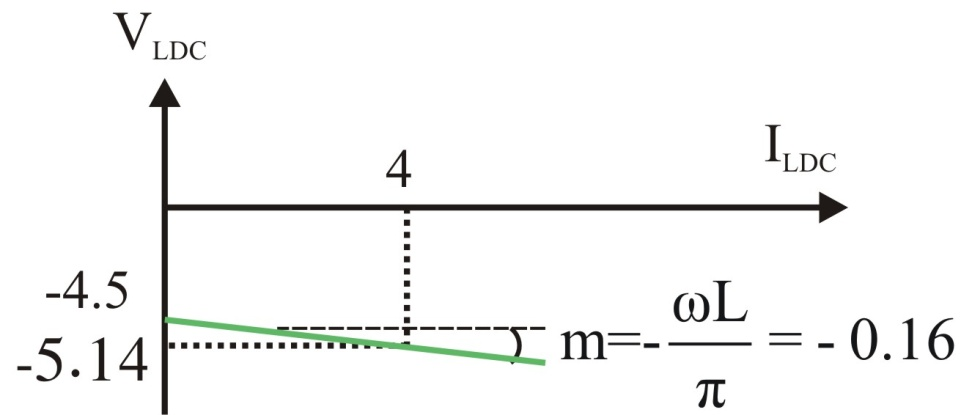 V_LDC
I_LDC
4
-4.5
-5.14
m=-ωL/π = - 0.16